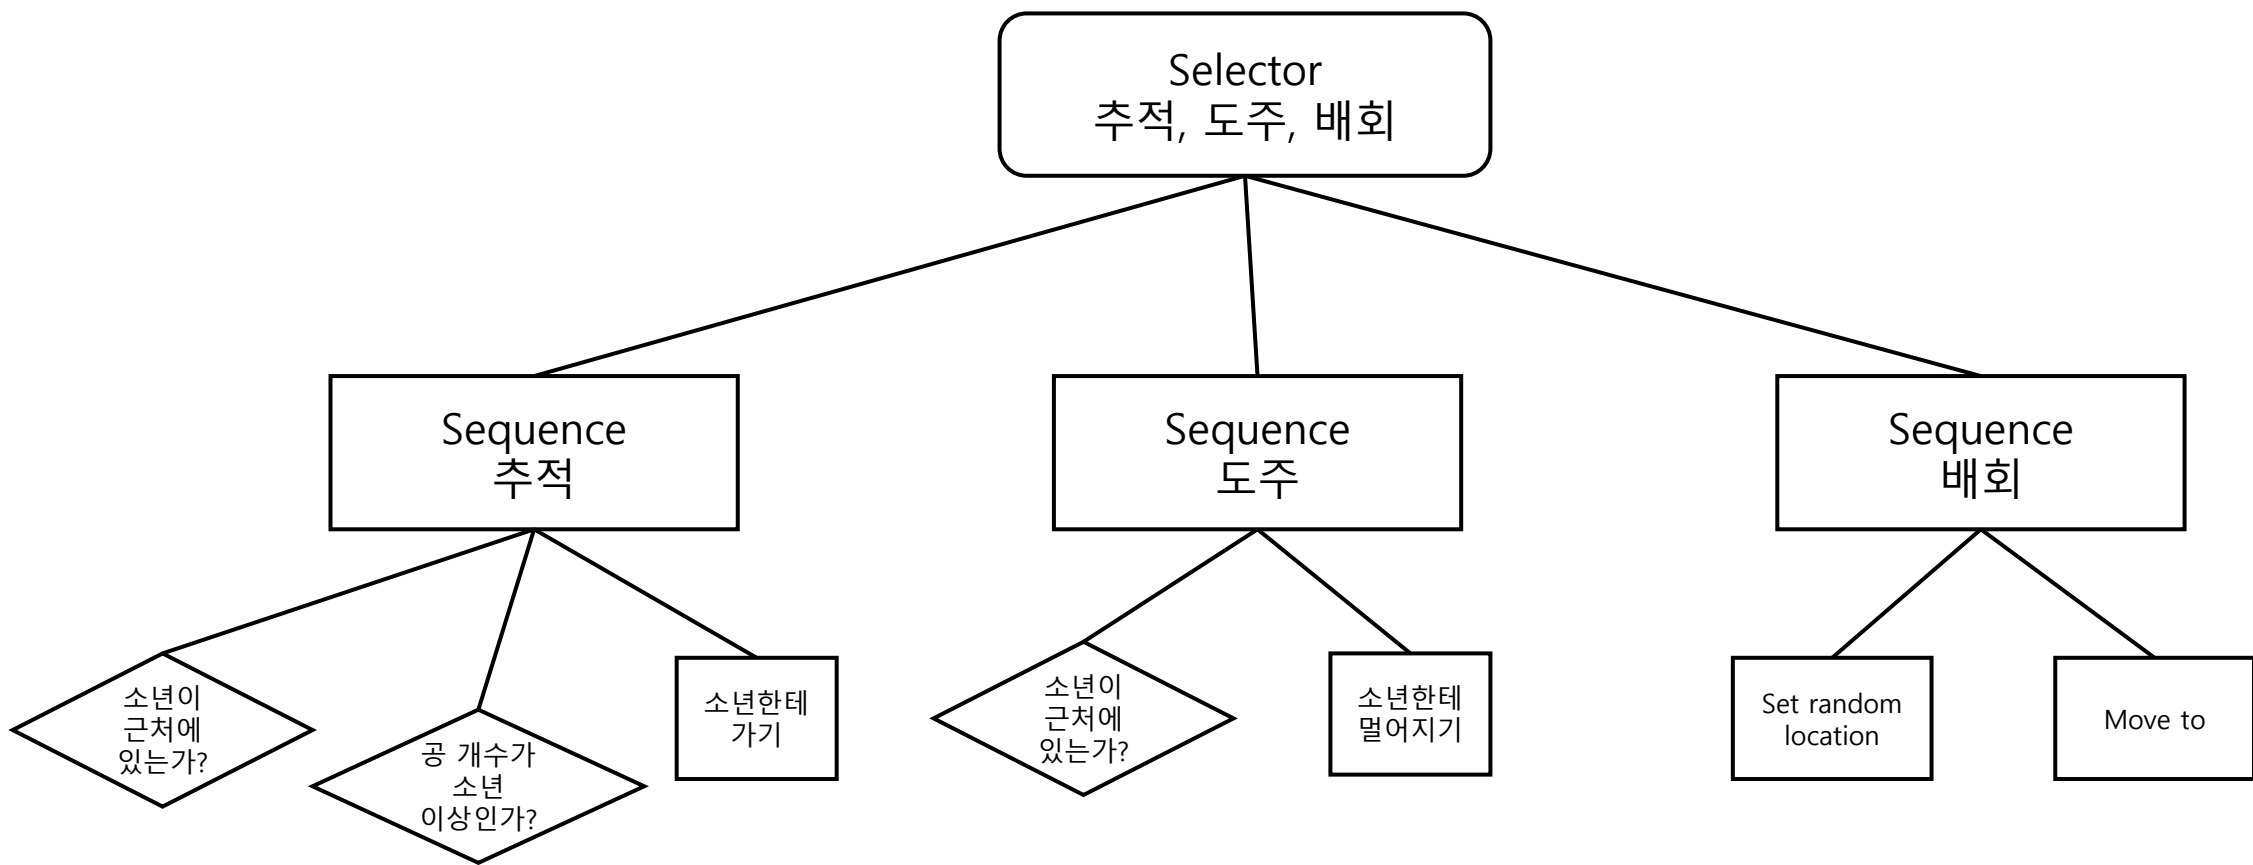 Selector
추적, 도주, 배회
Sequence
추적
Sequence
도주
Sequence
배회
소년이
근처에
있는가?
공 개수가
소년
이상인가?
소년한테
가기
소년이
근처에
있는가?
소년한테
멀어지기
Set random
location
Move to